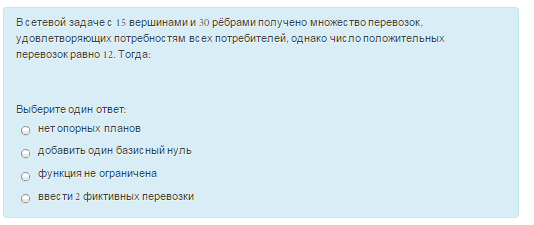 В сетевой задаче с 15 вершинами и 30 рёбрами получено множество перевозок,
удовлетворяющих потребностям всех потребителей, однако число положительных
перевозок равно 12. Тогда:
Выберите один ответ:
нет опорных планов
добавить один базисный нуль
функция не ограничена
ввести 2 фиктивных перевозки